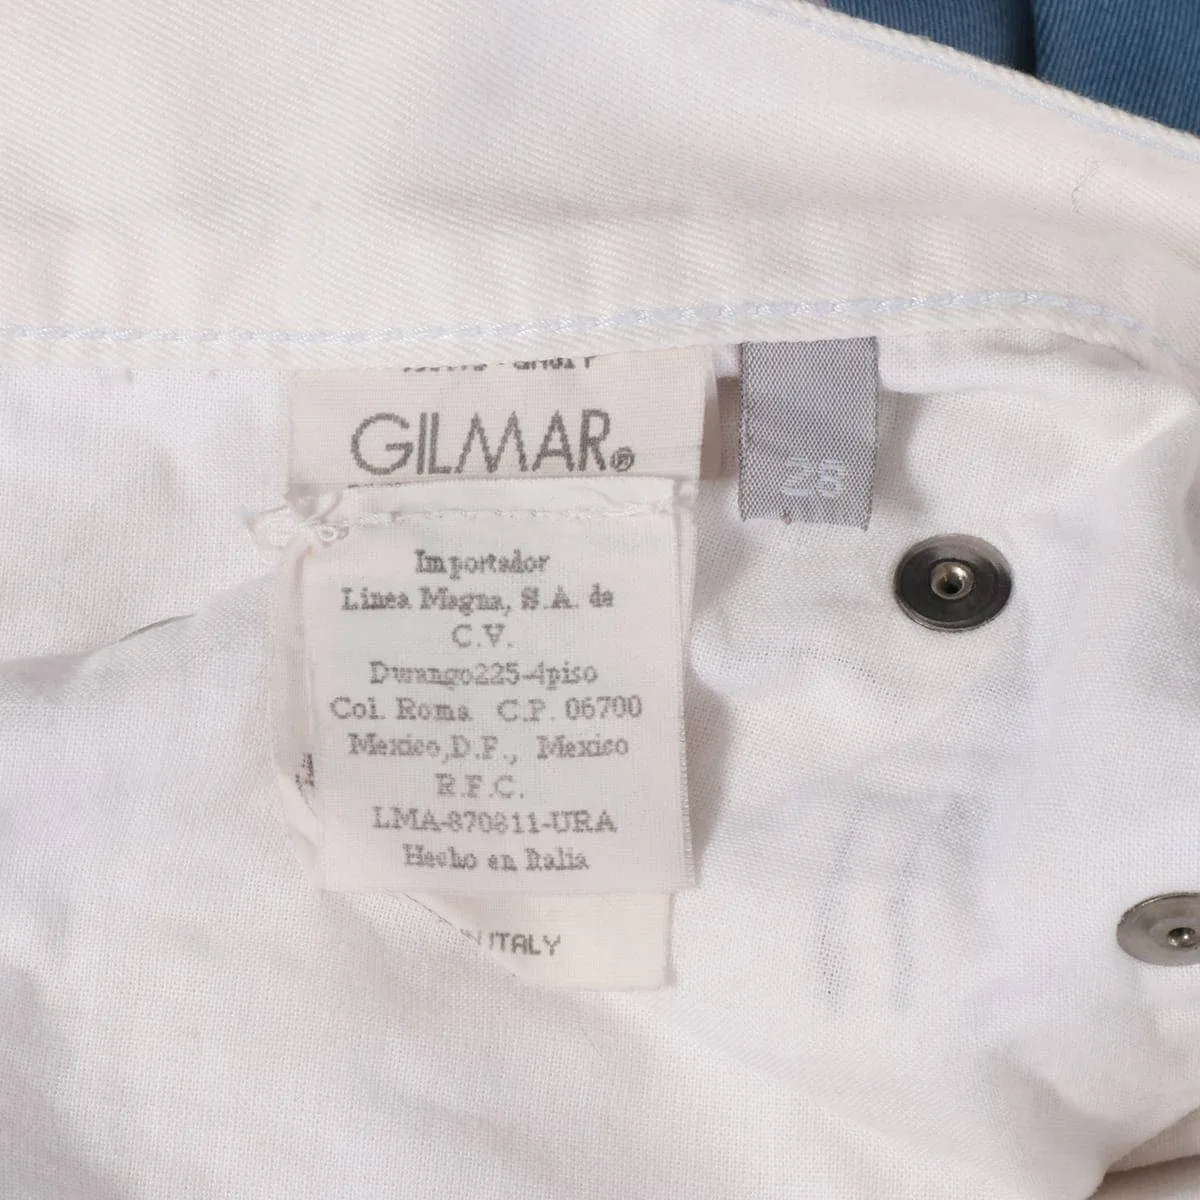 GILMAR®
28
Importador
Linea Magna, S.A. de
C.V.
Durango225-4piso
Col. Roma C.P. 06700
Mexico,D.F., Mexico
R.F.C.
LMA-870811-URA
Hecho en Italia
ITALY